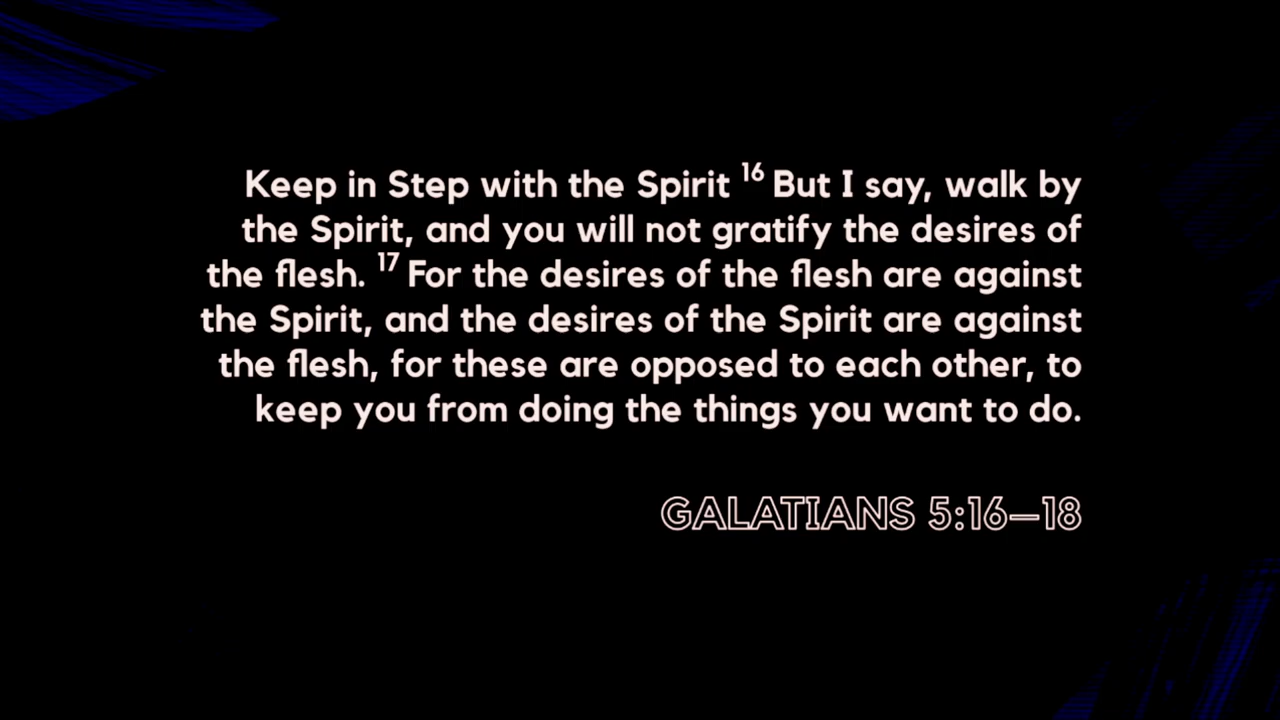 Keep in Step with the Spirit 16 But I say, walk by
the Spirit, and you will not gratify the desires of
the flesh. 17 For the desires of the flesh are against
the Spirit, and the desires of the Spirit are against
the flesh, for these are opposed to each other, to
keep you from doing the things you want to do.
GALATIANS 5:16—18